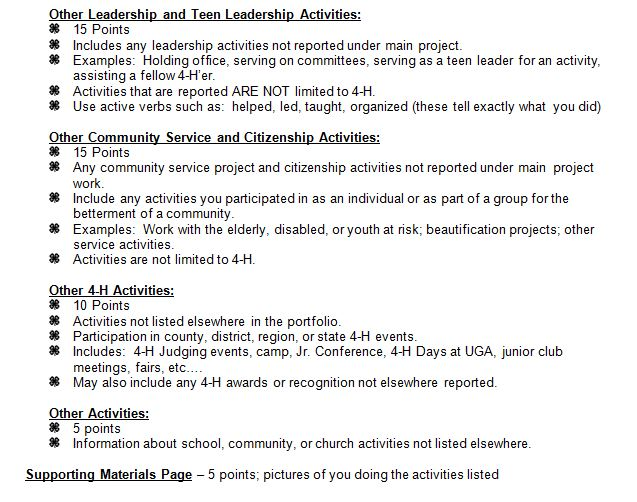 Other Leadership and Teen Leadership Activities:
⌘ 15 Points
⌘ Includes any leadership activities not reported under main project.
⌘ Examples: Holding office, serving on committees, serving as a teen leader for an activity,
assisting a fellow 4-H'er.
⌘ Activities that are reported ARE NOT limited to 4-H.
⌘ Use active verbs such as: helped, led, taught, organized (these tell exactly what you did)
Other Community Service and Citizenship Activities:
⌘ 15 Points
⌘ Any community service project and citizenship activities not reported under main project
work.
⌘ Include any activities you participated in as an individual or as part of a group for the
betterment of a community.
⌘ Examples: Work with the elderly, disabled, or youth at risk; beautification projects; other
service activities.
⌘ Activities are not limited to 4-H.
Other 4-H Activities:
⌘ 10 Points
⌘ Activities not listed elsewhere in the portfolio.
⌘ Participation in county, district, region, or state 4-H events.
⌘ Includes: 4-H Judging events, camp, Jr. Conference, 4-H Days at UGA, junior club
meetings, fairs, etc....
⌘ May also include any 4-H awards or recognition not elsewhere reported.
Other Activities:
⌘ 5 points
⌘ Information about school, community, or church activities not listed elsewhere.
Supporting Materials Page – 5 points; pictures of you doing the activities listed